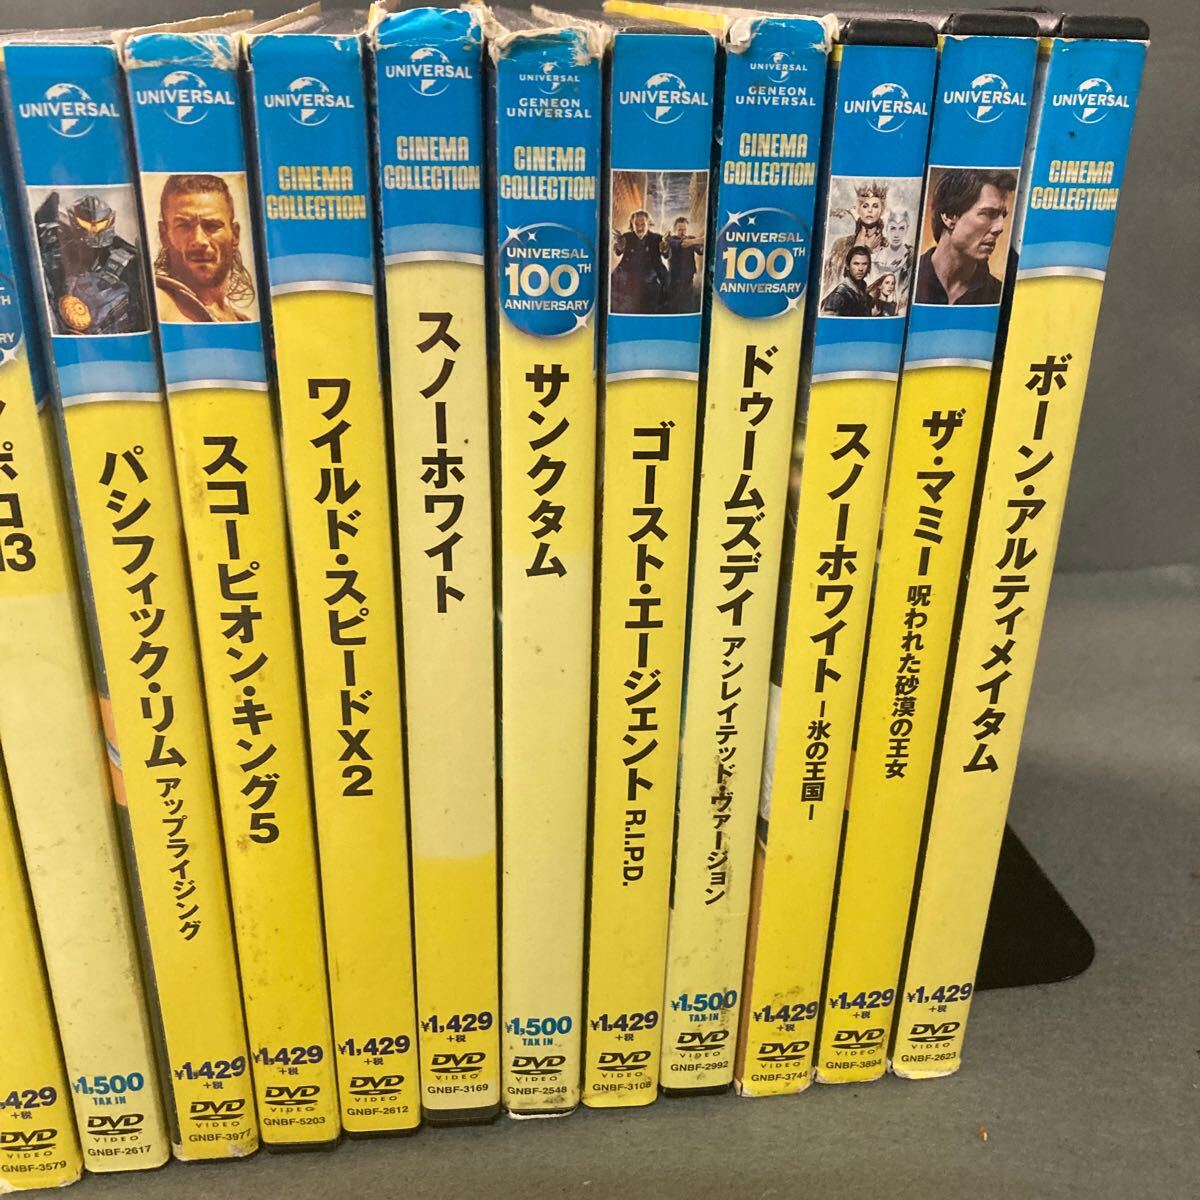 429
+税
DVD
VIDEO
GNBF-3579
TH
RY
13
¥1,500
TAX IN
DVD
VIDEO
GNBF-2617
UNIVERSAL
パシフィック・リム アップライジング
¥1,429
+税
DVD
VIDEO
GNBF-3977
UNIVERSAL
スコーピオン・キング5
¥1,429
+税
DVD
VIDEO
GNBF-5203
UNIVERSAL
CINEMA
COLLECTION
ワイルド・スピードX2
¥1,429
+税
DVD
VIDEO
GNBF-2612
UNIVERSAL
CINEMA
COLLECTION
スノーホワイト
¥1,429
+税
DVD
VIDEO
GNBF-3169
UNIVERSAL
GENEON
UNIVERSAL
CINEMA
COLLECTION
UNIVERSAL
100TH
ANNIVERSARY
サンクタム
¥1,500
TAX IN
DVD
VIDEO
GNBF-2548
UNIVERSAL
ゴースト・エージェント R.I.P.D.
¥1,429
+税
DVD
VIDEO
GNBF-3108
UNIVERSAL
GENEON
UNIVERSAL
CINEMA
COLLECTION
UNIVERSAL
100TH
ANNIVERSARY
ドゥームズデイ アンレイテッド・ヴァージョン
¥1,500
TAX IN
DVD
VIDEO
GNBF-2992
UNIVERSAL
スノーホワイト ー氷の王国ー
¥1,429
+税
DVD
VIDEO
GNBF-3744
UNIVERSAL
ザ・マミー 呪われた砂漠の王女
¥1,429
+税
DVD
VIDEO
GNBF-3894
UNIVERSAL
CINEMA
COLLECTION
ボーン・アルティメイタム
¥1,429
+税
DVD
VIDEO
GNBF-2623